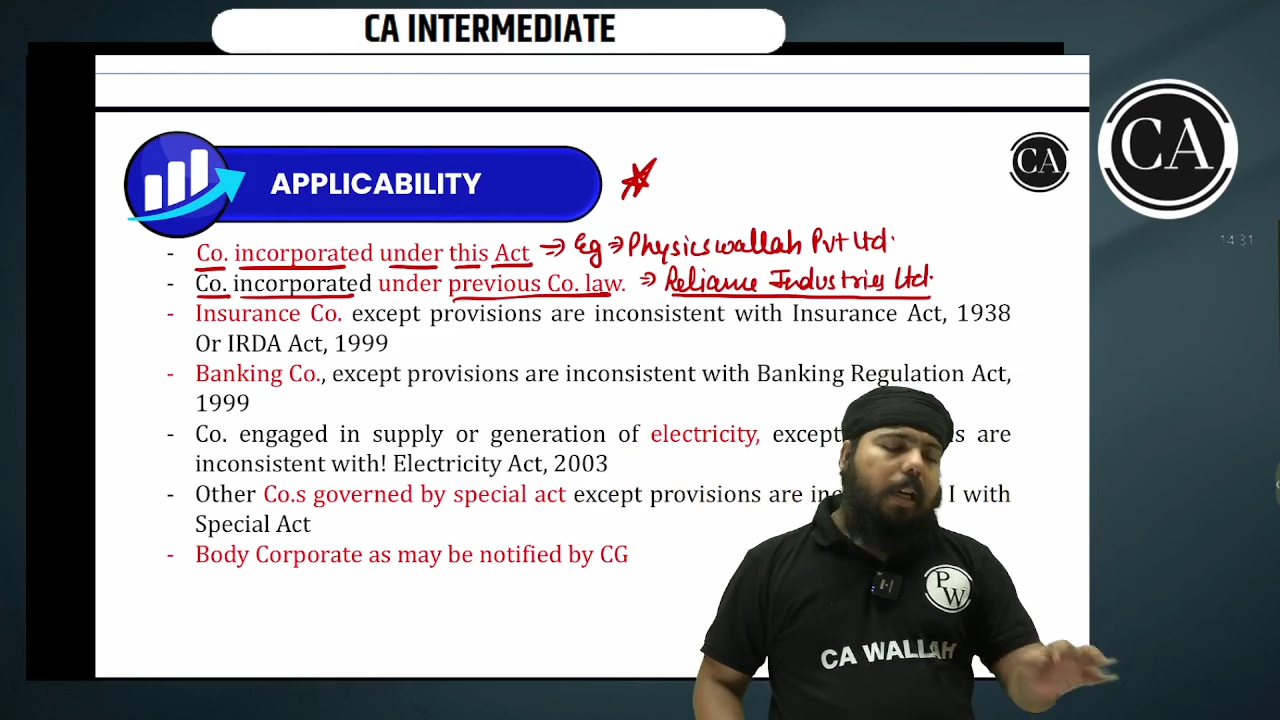 CA INTERMEDIATE
CA
CA
APPLICABILITY
14:31
- Co. incorporated under this Act ⇒ Eg ⇒ Physicswallah Pvt Ltd.
- Co. incorporated under previous Co. law. ⇒ Reliance Industries Ltd.
- Insurance Co. except provisions are inconsistent with Insurance Act, 1938
Or IRDA Act, 1999
- Banking Co., except provisions are inconsistent with Banking Regulation Act,
1999
- Co. engaged in supply or generation of electricity, except are
inconsistent with! Electricity Act, 2003
- Other Co.s governed by special act except provisions are I with
Special Act
- Body Corporate as may be notified by CG
PW
CA WALLAH